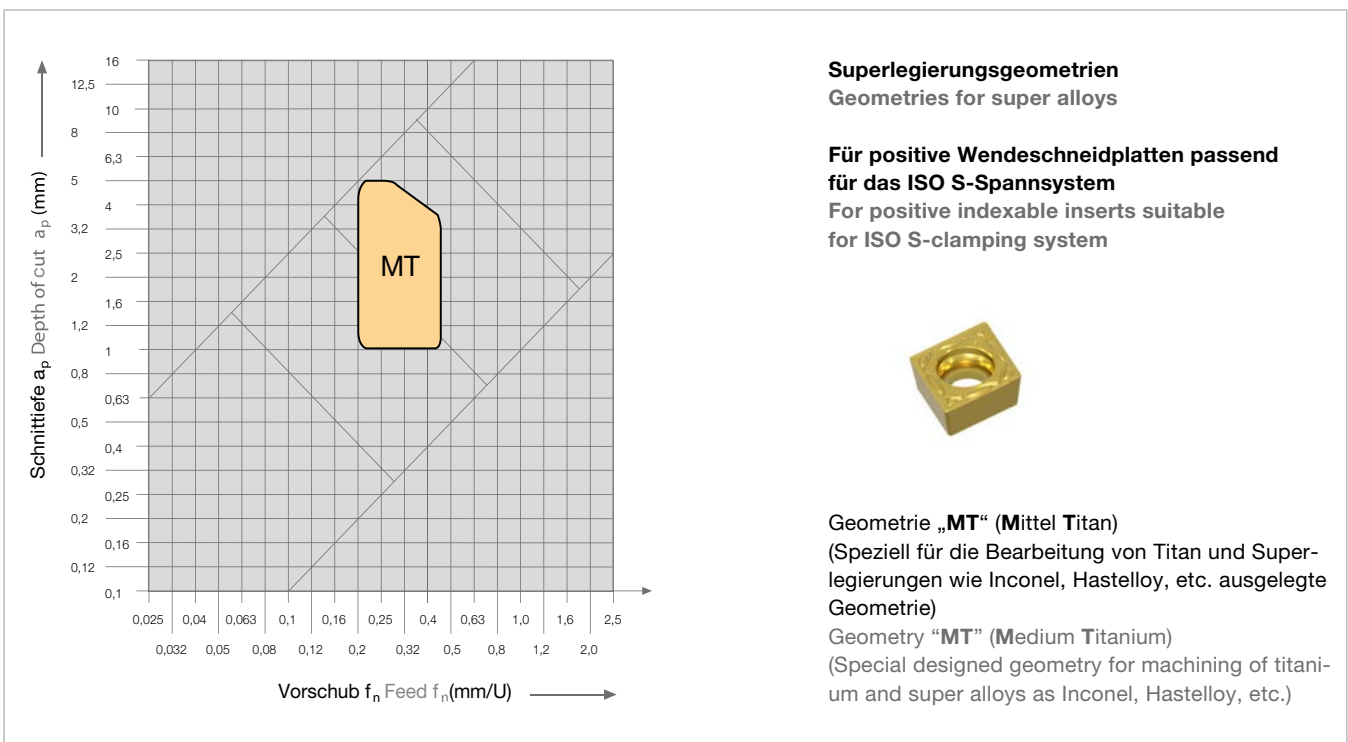 16
12,5
10
8
6,3
5
4
3,2
2,5
2
1,6
1,2
1
0,8
0,63
0,5
0,4
0,32
0,25
0,2
0,16
0,12
0,1
Schnittiefe ap Depth of cut ap (mm)
MT
0,025 0,04 0,063 0,1 0,16 0,25 0,4 0,63 1,0 1,6 2,5
0,032 0,05 0,08 0,12 0,2 0,32 0,5 0,8 1,2 2,0
Vorschub fn Feed fn(mm/U)
Superlegierungsgeometrien
Geometries for super alloys
Für positive Wendeschneidplatten passend
für das ISO S-Spannsystem
For positive indexable inserts suitable
for ISO S-clamping system
Geometrie „MT“ (Mittel Titan)
(Speziell für die Bearbeitung von Titan und Super-
legierungen wie Inconel, Hastelloy, etc. ausgelegte
Geometrie)
Geometry “MT” (Medium Titanium)
(Special designed geometry for machining of titani-
um and super alloys as Inconel, Hastelloy, etc.)